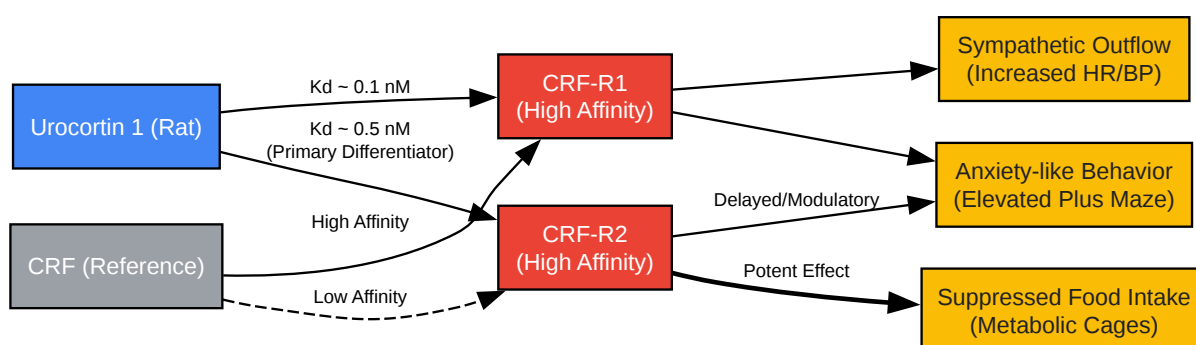 Urocortin 1 (Rat)
CRF (Reference)
Kd ~ 0.1 nM
Kd ~ 0.5 nM
(Primary Differentiator)
High Affinity
Low Affinity
CRF-R1
(High Affinity)
CRF-R2
(High Affinity)
Delayed/Modulatory
Potent Effect
Sympathetic Outflow
(Increased HR/BP)
Anxiety-like Behavior
(Elevated Plus Maze)
Suppressed Food Intake
(Metabolic Cages)